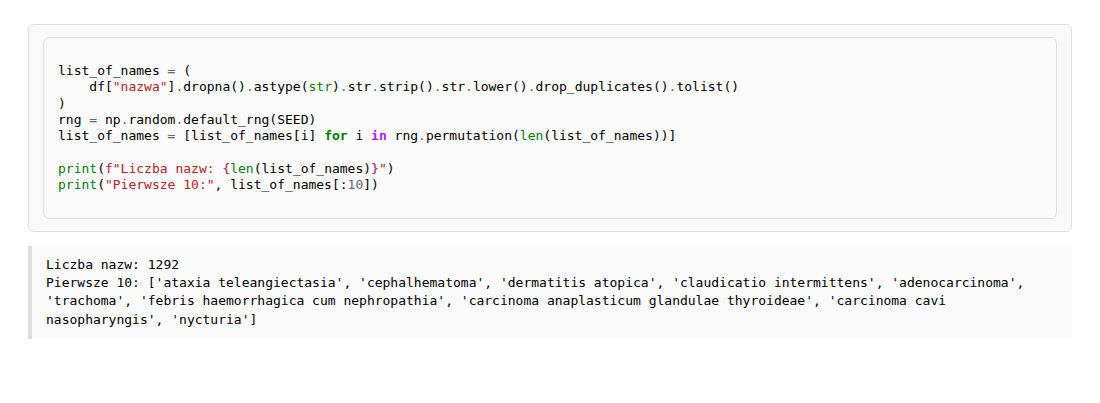 list_of_names = (
    df["nazwa"].dropna().astype(str).str.strip().str.lower().drop_duplicates().tolist()
)
rng = np.random.default_rng(SEED)
list_of_names = [list_of_names[i] for i in rng.permutation(len(list_of_names))]

print(f"Liczba nazw: {len(list_of_names)}")
print("Pierwsze 10:", list_of_names[:10])

Liczba nazw: 1292
Pierwsze 10: ['ataxia teleangiectasia', 'cephalhematoma', 'dermatitis atopica', 'claudicatio intermittens', 'adenocarcinoma',
'trachoma', 'febris haemorrhagica cum nephropathia', 'carcinoma anaplasticum glandulae thyroideae', 'carcinoma cavi
nasopharyngis', 'nycturia']